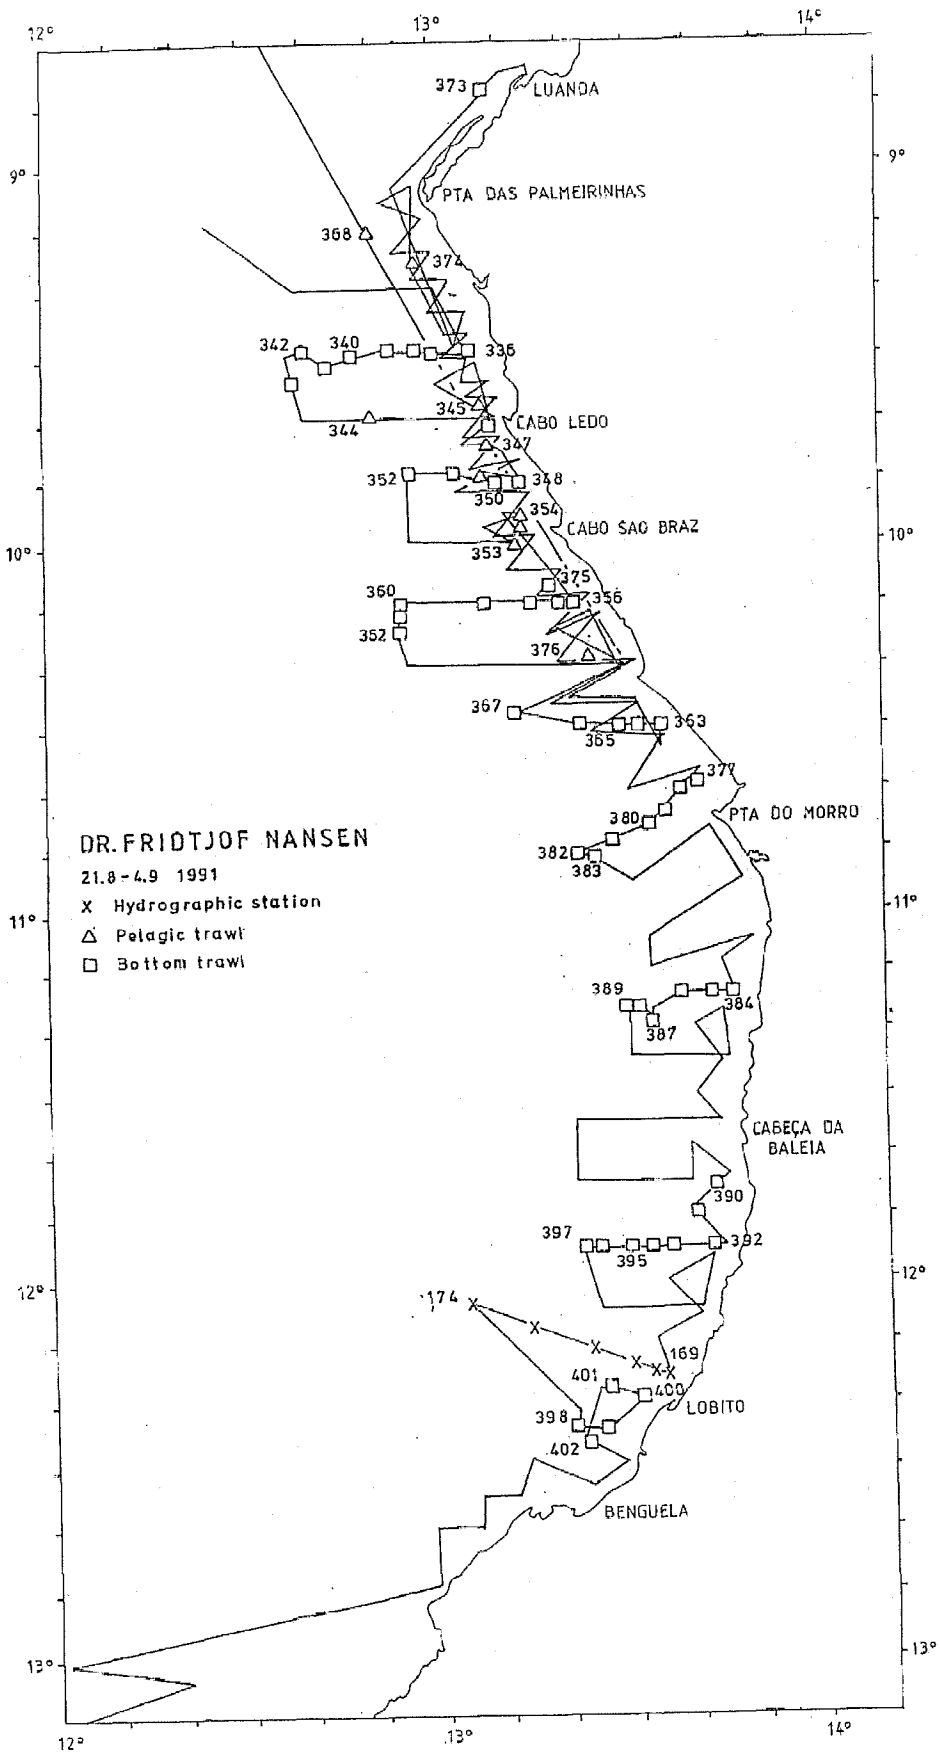 12° 13° 14°
373 LUANDA
9° 9°
PTA DAS PALMEIRINHAS
368
374
342 340 336
345
344 CABO LEDO
347
352 348
350
354
CABO SAO BRAZ
353
10° 10°
375
360 356
352
376
367 363
365
377
380 PTA DO MORRO
DR. FRIDTJOF NANSEN
382
383
21.8-4.9 1991
X Hydrographic station
11° 11°
△ Pelagic trawl
□ Bottom trawl
389 384
387
CABEÇA DA
BALEIA
390
397 392
395
12° 12°
174
169
401
400
LOBITO
398
402
BENGUELA
13° 13°
12° 13° 14°